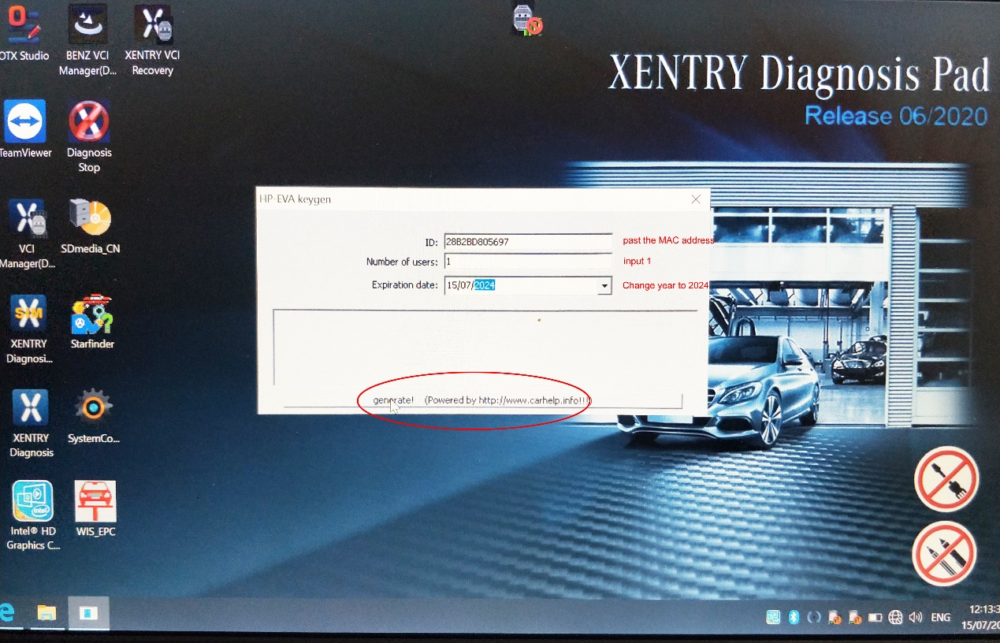 OTX Studio
BENZ VCI
Manager(D...
XENTRY VCI
Recovery
XENTRY Diagnosis Pad
Release 06/2020
TeamViewer
Diagnosis
Stop
VCI
Manager(D...
SDmedia_CN
SIM
XENTRY
Diagnosi...
Starfinder
XENTRY
Diagnosis
SystemCo...
intel
Intel® HD
Graphics C...
WIS_EPC
HP-EVA keygen
ID: 28B2BD805697 past the MAC address
Number of users: 1 input 1
Expiration date: 15/07/2024 Change year to 2024
generate! (Powered by http://www.carhelp.info!!!)
ENG
12:13:3
15/07/20